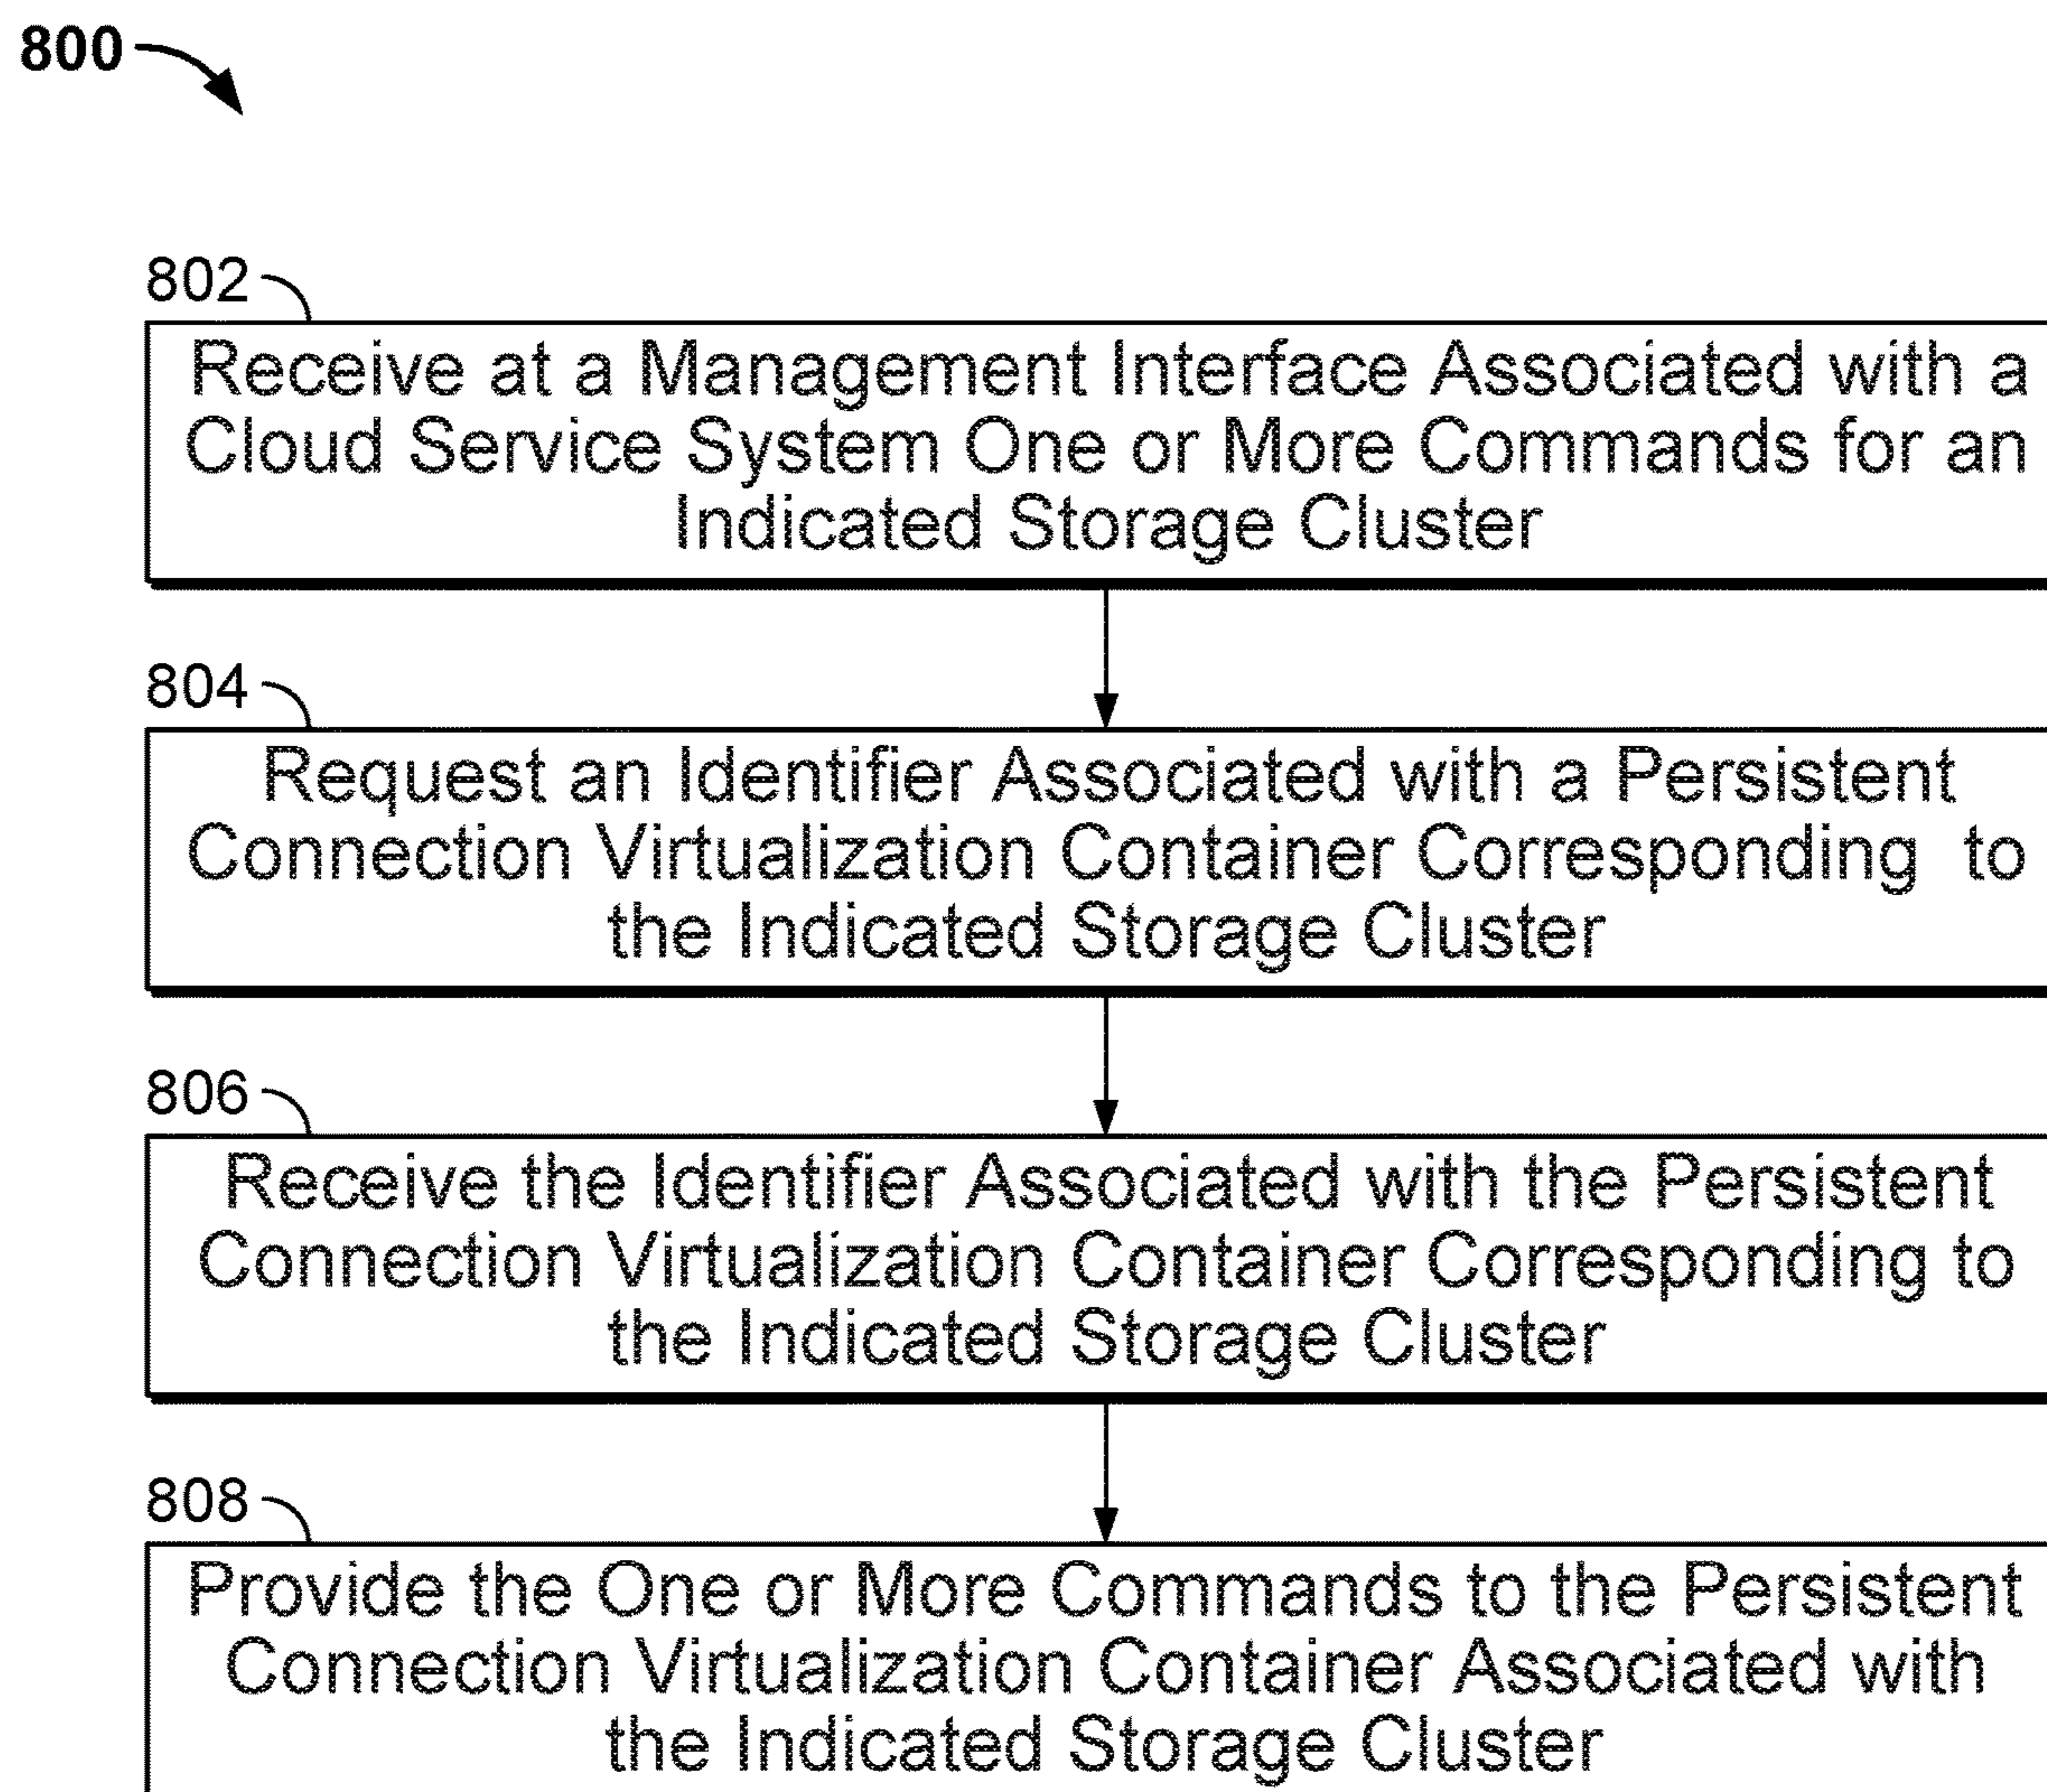 800
802
Receive at a Management Interface Associated with a
Cloud Service System One or More Commands for an
Indicated Storage Cluster
804
Request an Identifier Associated with a Persistent
Connection Virtualization Container Corresponding to
the Indicated Storage Cluster
806
Receive the Identifier Associated with the Persistent
Connection Virtualization Container Corresponding to
the Indicated Storage Cluster
808
Provide the One or More Commands to the Persistent
Connection Virtualization Container Associated with
the Indicated Storage Cluster